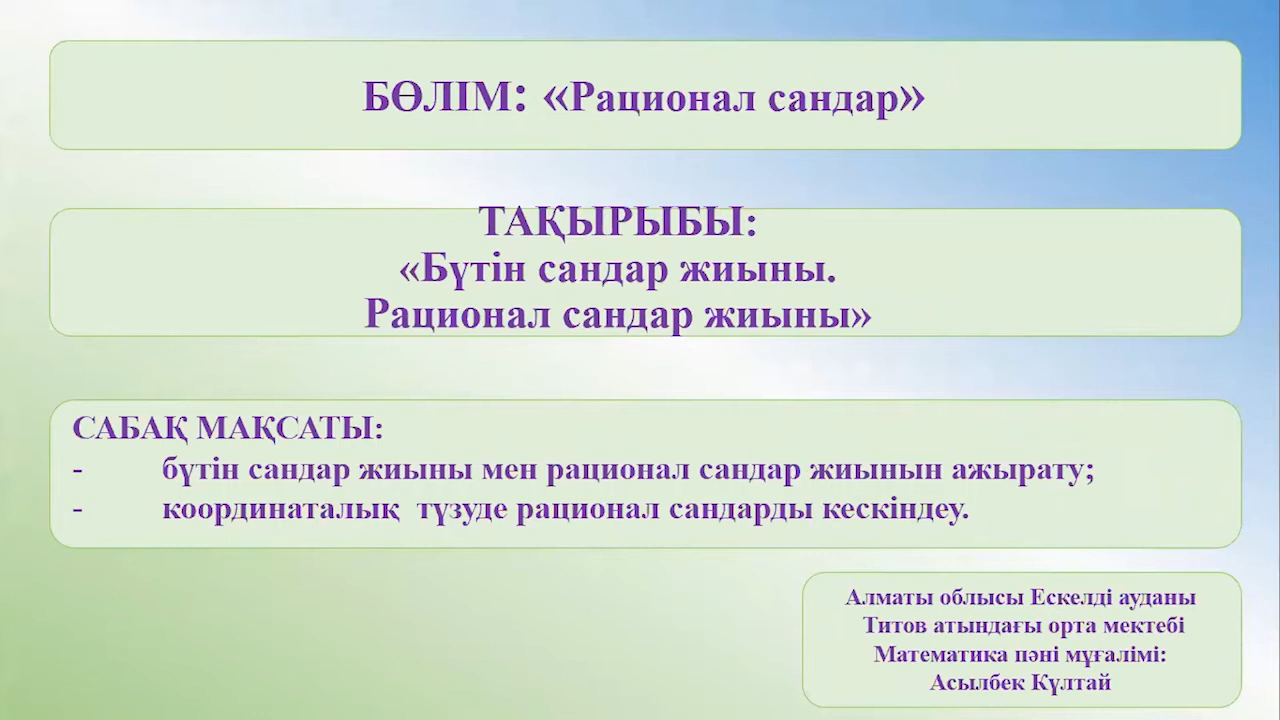 БӨЛІМ: «Рационал сандар»
ТАҚЫРЫБЫ:
«Бүтін сандар жиыны.
Рационал сандар жиыны»
САБАҚ МАҚСАТЫ:
- бүтін сандар жиыны мен рационал сандар жиынын ажырату;
- координаталық түзуде рационал сандарды кескіндеу.
Алматы облысы Ескелді ауданы
Титов атындағы орта мектебі
Математика пәні мұғалімі:
Асылбек Күлтай